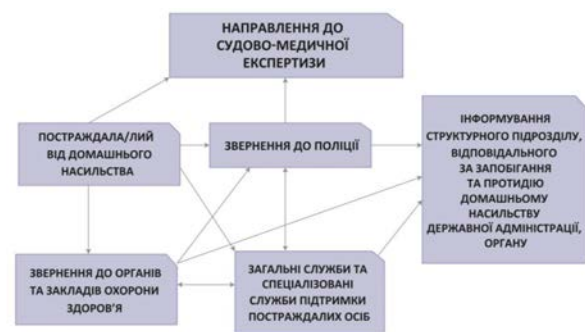 НАПРАВЛЕННЯ ДО
СУДОВО-МЕДИЧНОЇ
ЕКСПЕРТИЗИ
ПОСТРАЖДАЛА/ЛИЙ
ВІД ДОМАШНЬОГО
НАСИЛЬСТВА
ЗВЕРНЕННЯ ДО ПОЛІЦІЇ
ІНФОРМУВАННЯ
СТРУКТУРНОГО ПІДРОЗДІЛУ,
ВІДПОВІДАЛЬНОГО
ЗА ЗАПОБІГАННЯ
ТА ПРОТИДІЮ
ДОМАШНЬОМУ
НАСИЛЬСТВУ
ДЕРЖАВНОЇ АДМІНІСТРАЦІЇ,
ОРГАНУ
ЗВЕРНЕННЯ ДО ОРГАНІВ
ТА ЗАКЛАДІВ ОХОРОНИ
ЗДОРОВ'Я
ЗАГАЛЬНІ СЛУЖБИ ТА
СПЕЦІАЛІЗОВАНІ
СЛУЖБИ ПІДТРИМКИ
ПОСТРАЖДАЛИХ ОСІБ